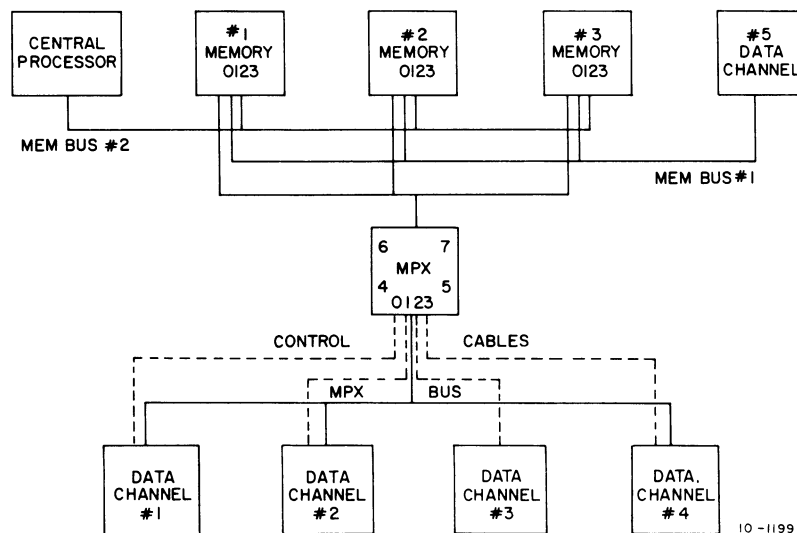 CENTRAL
PROCESSOR
#1
MEMORY
0123
#2
MEMORY
0123
#3
MEMORY
0123
#5
DATA
CHANNEL
MEM BUS #2
MEM BUS #1
6 7
MPX
4 5
0123
CONTROL CABLES
MPX BUS
DATA
CHANNEL
#1
DATA
CHANNEL
#2
DATA
CHANNEL
#3
DATA.
CHANNEL
#4
10-1199